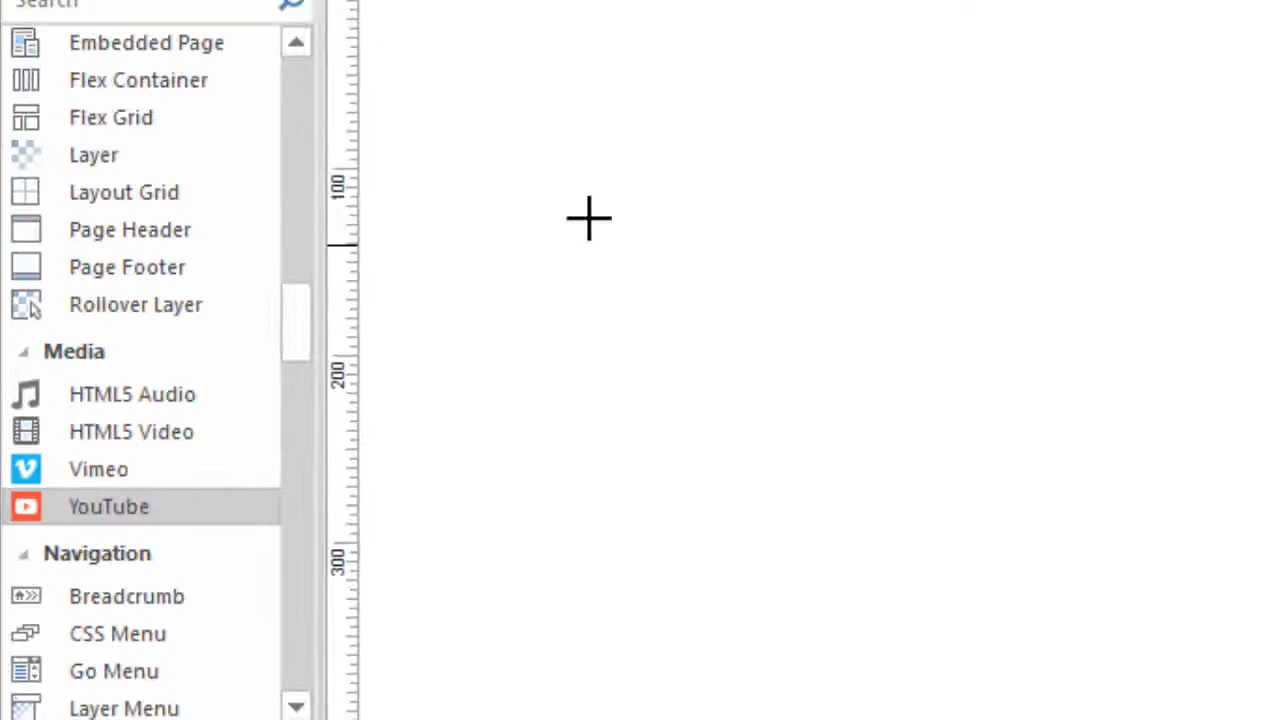 Search
Embedded Page
Flex Container
Flex Grid
Layer
Layout Grid
Page Header
Page Footer
Rollover Layer
Media
HTML5 Audio
HTML5 Video
Vimeo
YouTube
Navigation
Breadcrumb
CSS Menu
Go Menu
Layer Menu
100
200
300